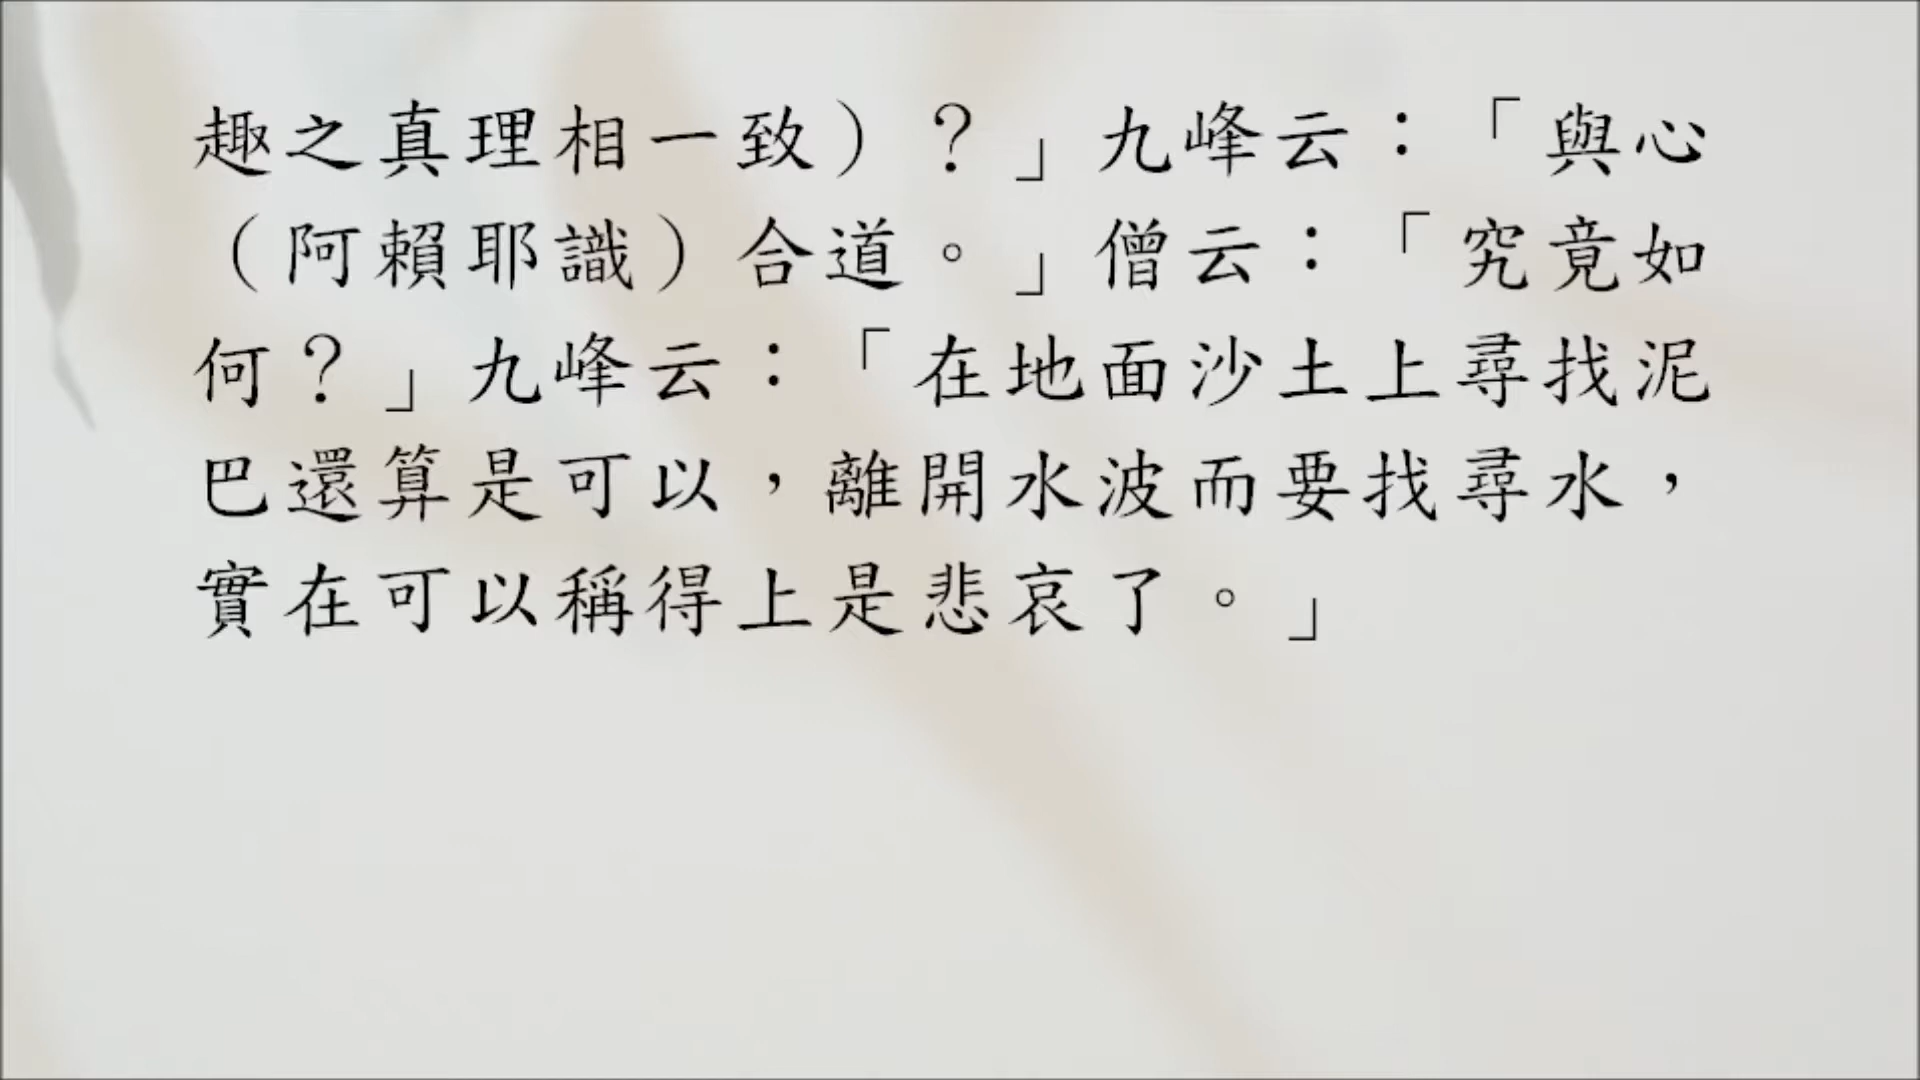 趣之真理相一致）？」九峰云：「與心
（阿賴耶識）合道。」僧云：「究竟如
何？」九峰云：「在地面沙土上尋找泥
巴還算是可以，離開水波而要找尋水，
實在可以稱得上是悲哀了。」